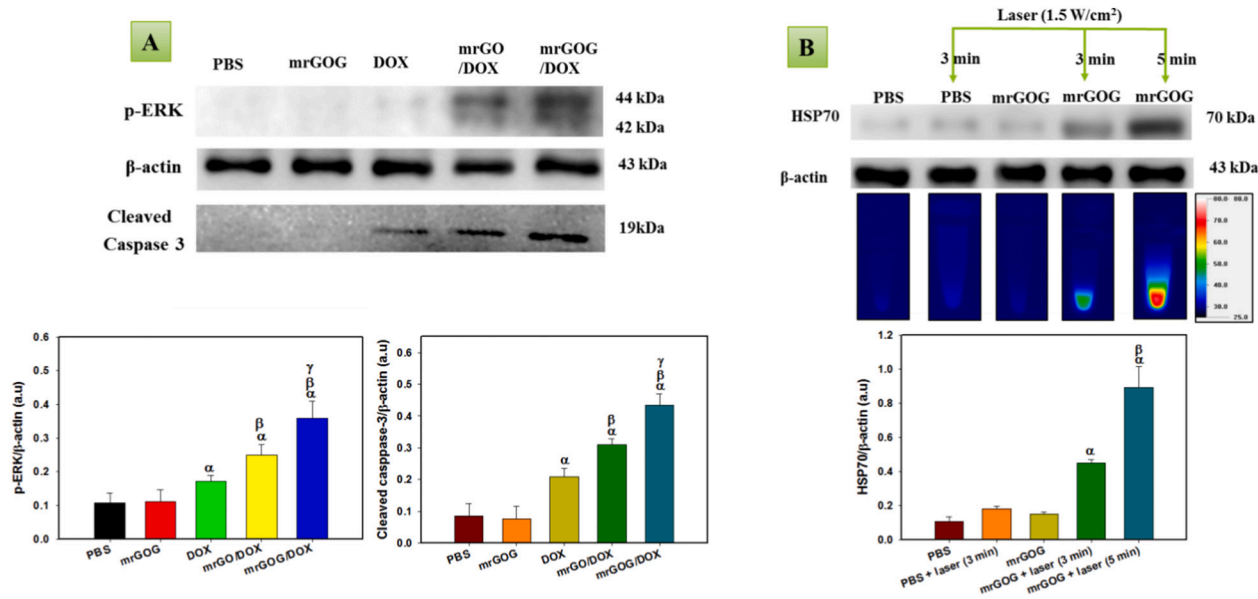 A
PBS mrGOG DOX mrGO mrGOG
/DOX /DOX
p-ERK
44 kDa
42 kDa
β-actin
43 kDa
Cleaved
Caspase 3
19kDa
0.6
0.5
0.4
0.3
0.2
0.1
0.0
p-ERK/β-actin (a.u)
α
β
α
γ
β
α
PBS
mrGOG
DOX
mrGO/DOX
mrGOG/DOX
0.6
0.5
0.4
0.3
0.2
0.1
0.0
Cleaved casppase-3/β-actin (a.u)
α
β
α
γ
β
α
PBS
mrGOG
DOX
mrGO/DOX
mrGOG/DOX
B
Laser (1.5 W/cm²)
3 min 3 min 5 min
PBS PBS mrGOG mrGOG mrGOG
HSP70
70 kDa
β-actin
43 kDa
80.0 80.0
70.0
60.0
50.0
40.0
30.0
25.0
1.2
1.0
0.8
0.6
0.4
0.2
0.0
HSP70/β-actin (a.u)
α
β
α
PBS
PBS + laser (3 min)
mrGOG
mrGOG + laser (3 min)
mrGOG + laser (5 min)